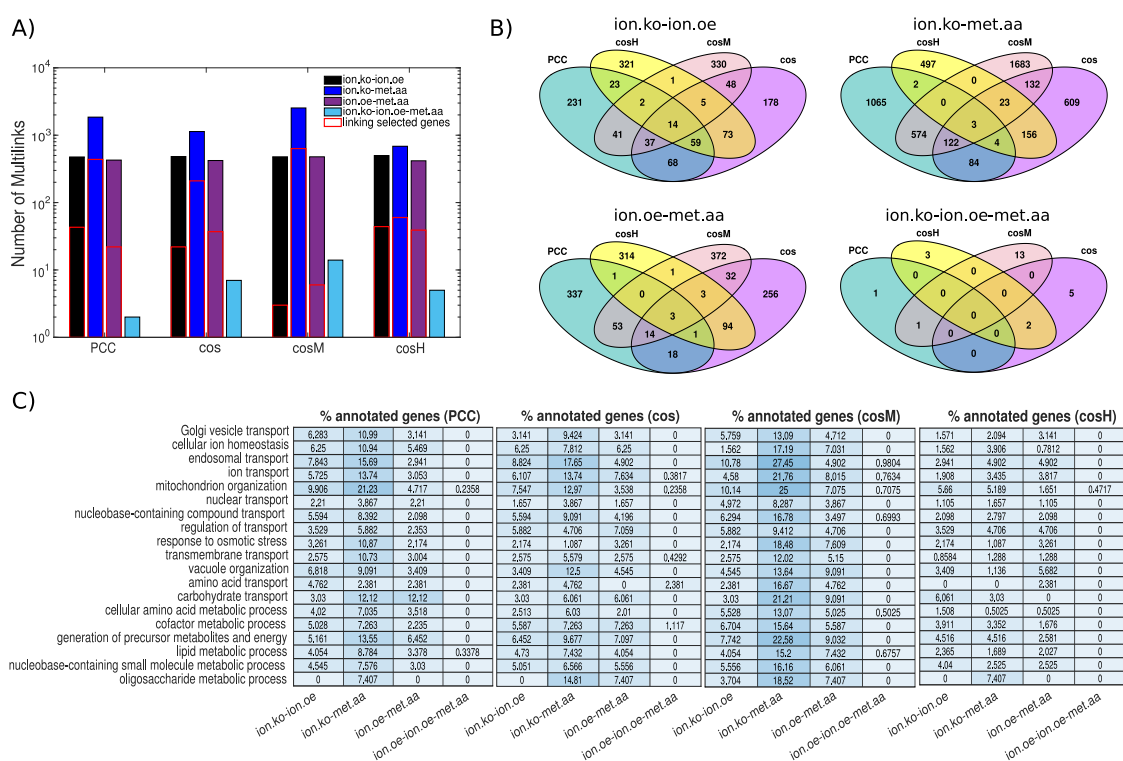 A)
Number of Multilinks
10^4
10^3
10^2
10^1
10^0
ion.ko-ion.oe
ion.ko-met.aa
ion.oe-met.aa
ion.ko-ion.oe-met.aa
linking selected genes
PCC cos cosM cosH
B)
ion.ko-ion.oe
PCC cosH cosM cos
321 330
23 1 48
231 2 5 178
14
41 37 59 73
68
ion.ko-met.aa
PCC cosH cosM cos
497 1683
2 0 132
1065 0 23 609
3
574 122 4 156
84
ion.oe-met.aa
PCC cosH cosM cos
314 372
1 1 32
337 0 3 256
3
53 14 1 94
18
ion.ko-ion.oe-met.aa
PCC cosH cosM cos
3 13
0 0 0
1 0 0 5
0
1 0 0 2
0
C)
% annotated genes (PCC) % annotated genes (cos) % annotated genes (cosM) % annotated genes (cosH)
Golgi vesicle transport 6.283 10.99 3.141 0 3.141 9.424 3.141 0 5.759 13.09 4.712 0 1.571 2.094 3.141 0
cellular ion homeostasis 6.25 10.94 5.469 0 6.25 7.812 6.25 0 1.562 17.19 7.031 0 1.562 3.906 0.7812 0
endosomal transport 7.843 15.69 2.941 0 8.824 17.65 4.902 0 10.78 27.45 4.902 0.9804 2.941 4.902 4.902 0
ion transport 5.725 13.74 3.053 0 6.107 13.74 7.634 0.3817 4.58 21.76 8.015 0.7634 1.908 3.435 3.817 0
mitochondrion organization 9.906 21.23 4.717 0.2358 7.547 12.97 3.538 0.2358 10.14 25 7.075 0.7075 5.66 5.189 1.651 0.4717
nuclear transport 2.21 3.867 2.21 0 1.657 3.867 1.657 0 4.972 8.287 3.867 0 1.105 1.657 1.105 0
nucleobase-containing compound transport 5.594 8.392 2.098 0 5.594 9.091 4.196 0 6.294 16.78 3.497 0.6993 2.098 2.797 2.098 0
regulation of transport 3.529 5.882 2.353 0 5.882 4.706 7.059 0 5.882 9.412 4.706 0 3.529 4.706 4.706 0
response to osmotic stress 3.261 10.87 2.174 0 2.174 1.087 3.261 0 2.174 18.48 7.609 0 2.174 1.087 3.261 0
transmembrane transport 2.575 10.73 3.004 0 2.575 5.579 2.575 0.4292 2.575 12.02 5.15 0 0.8584 1.288 1.288 0
vacuole organization 6.818 9.091 3.409 0 3.409 12.5 4.545 0 4.545 13.64 9.091 0 3.409 1.136 5.682 0
amino acid transport 4.762 2.381 2.381 0 2.381 4.762 0 2.381 2.381 16.67 4.762 0 0 0 2.381 0
carbohydrate transport 3.03 12.12 12.12 0 3.03 6.061 6.061 0 3.03 21.21 9.091 0 6.061 3.03 0 0
cellular amino acid metabolic process 4.02 7.035 3.518 0 2.513 6.03 2.01 0 5.528 13.07 5.025 0.5025 1.508 0.5025 0.5025 0
cofactor metabolic process 5.028 7.263 2.235 0 5.587 7.263 7.263 1.117 6.704 15.64 5.587 0 3.911 3.352 1.676 0
generation of precursor metabolites and energy 5.161 13.55 6.452 0 6.452 9.677 7.097 0 7.742 22.58 9.032 0 4.516 4.516 2.581 0
lipid metabolic process 4.054 8.784 3.378 0.3378 4.73 7.432 4.054 0 4.054 15.2 7.432 0.6757 2.365 1.689 2.027 0
nucleobase-containing small molecule metabolic process 4.545 7.576 3.03 0 5.051 6.566 5.556 0 5.556 16.16 6.061 0 4.04 2.525 2.525 0
oligosaccharide metabolic process 0 7.407 0 0 0 14.81 7.407 0 3.704 18.52 7.407 0 0 7.407 0 0
ion.ko-ion.oe ion.ko-met.aa ion.oe-met.aa ion.oe-ion.oe-met.aa ion.ko-ion.oe ion.ko-met.aa ion.oe-met.aa ion.oe-ion.oe-met.aa ion.ko-ion.oe ion.ko-met.aa ion.oe-met.aa ion.oe-ion.oe-met.aa ion.ko-ion.oe ion.ko-met.aa ion.oe-met.aa ion.oe-ion.oe-met.aa